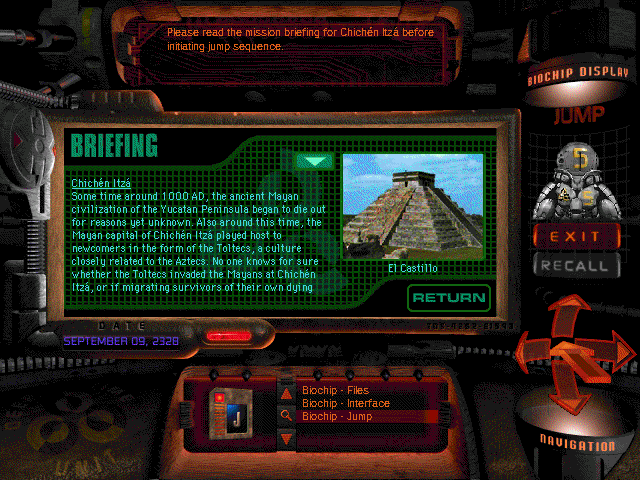 Please read the mission briefing for Chichén Itzá before
initiating jump sequence.
BIOCHIP DISPLAY
JUMP
BRIEFING
5
Chichén Itzá
Some time around 1000 AD, the ancient Mayan
civilization of the Yucatan Peninsula began to die out
for reasons yet unknown. Also around this time, the
Mayan capital of Chichén Itzá played host to
newcomers in the form of the Toltecs, a culture
closely related to the Aztecs. No one knows for sure
whether the Toltecs invaded the Mayans at Chichén
Itzá, or if migrating survivors of their own dying
El Castillo
EXIT
RECALL
RETURN
DATE
SEPTEMBER 09, 2328
J
Biochip - Files
Biochip - Interface
Biochip - Jump
NAVIGATION